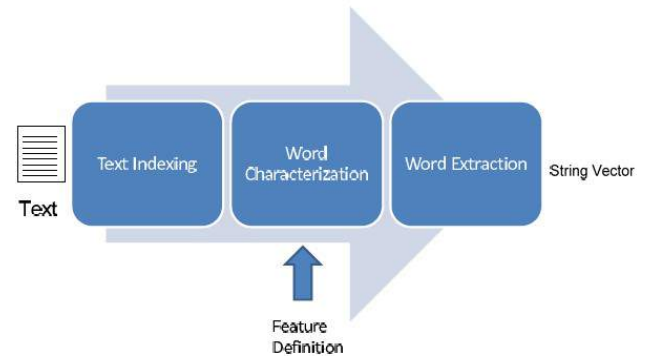 Text
Text Indexing
Word
Characterization
Word Extraction
String Vector
Feature
Definition